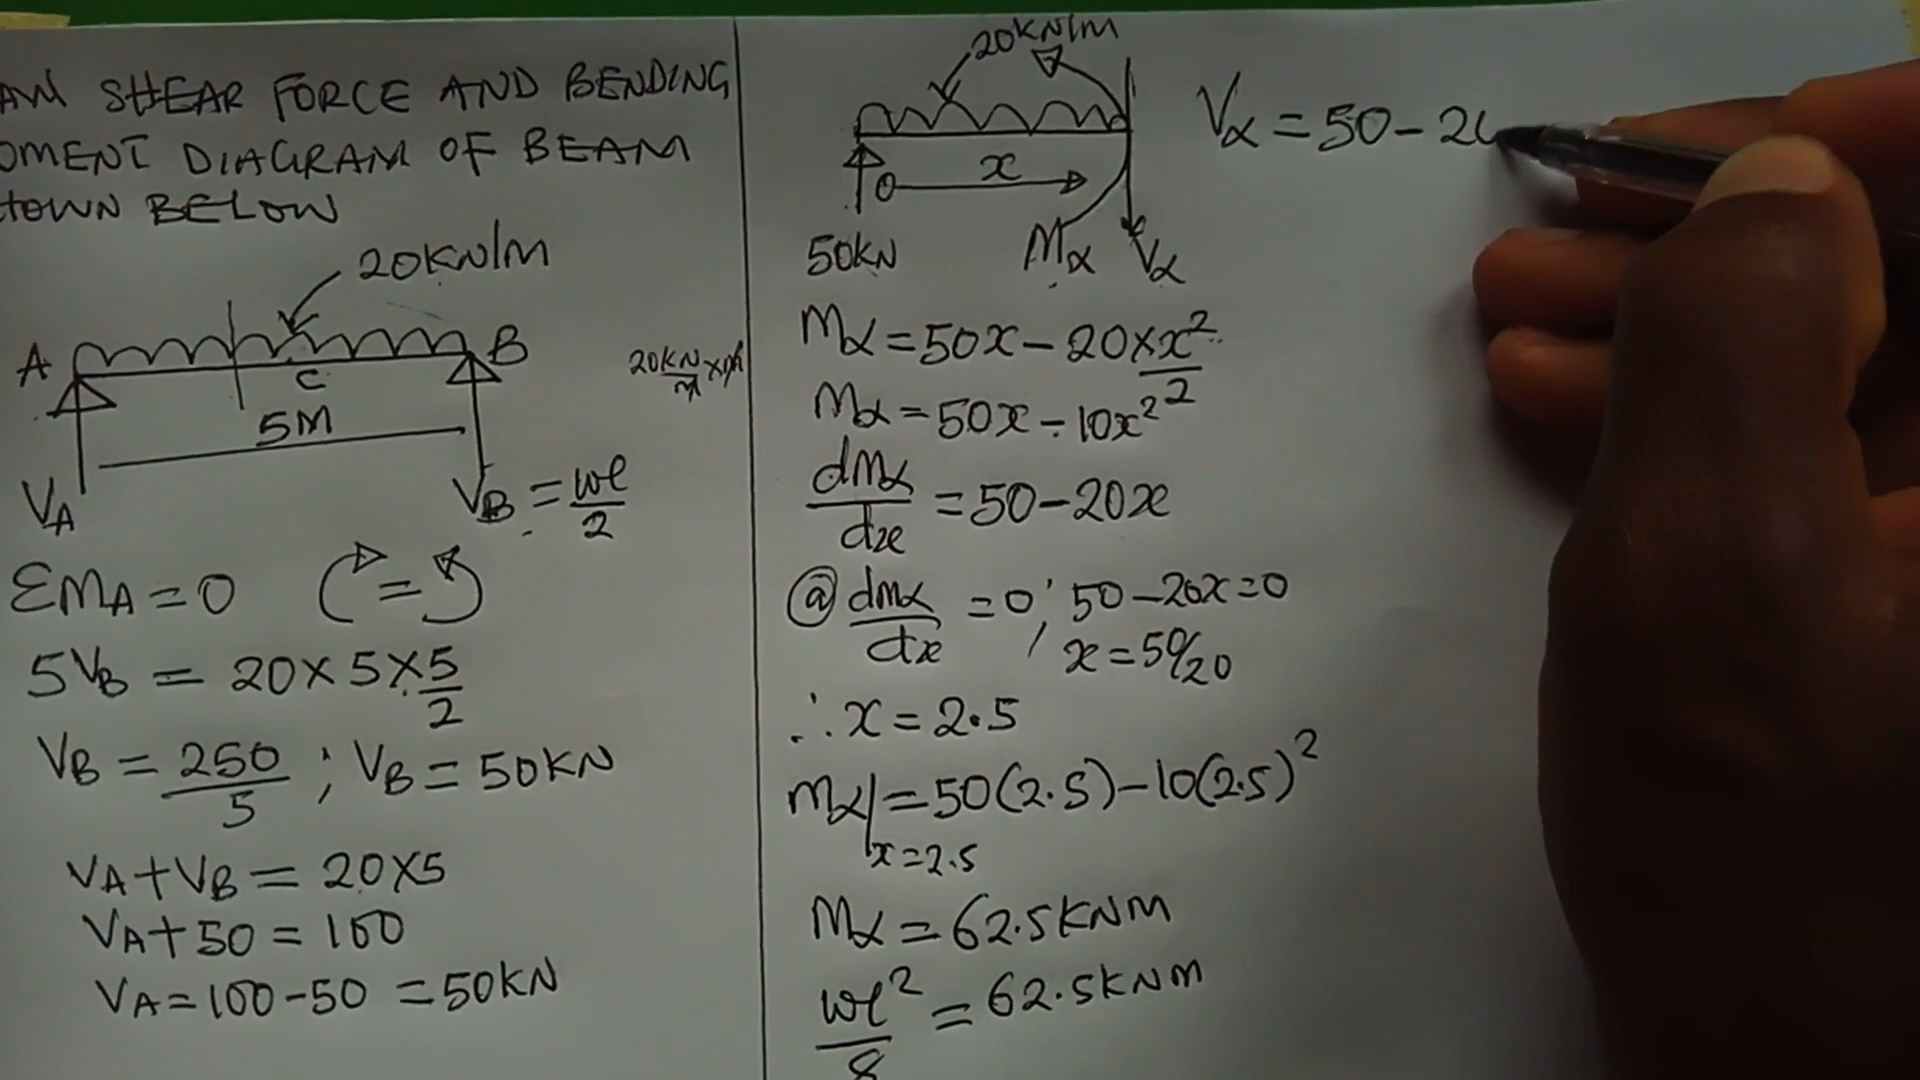 SHEAR FORCE AND BENDING
DIAGRAM OF BEAM
BELOW
20KN/m
A
B
C
5M
VA
VB = wl/2
20KN/m × m
ΣMA = 0 ( = )
5VB = 20 × 5 × 5/2
VB = 250/5 ; VB = 50KN
VA + VB = 20×5
VA + 50 = 100
VA = 100 - 50 = 50KN
20KN/m
O
x
50KN
Mx
Vx
Mx = 50x - 20 × x²/2
Mx = 50x - 10x²
dMx/dx = 50 - 20x
@ dmx/dx = 0; 50 - 20x = 0
x = 50/20
∴ x = 2.5
mx| = 50(2.5) - 10(2.5)²
x = 2.5
Mx = 62.5KNM
wl²/8 = 62.5KNM
Vx = 50 - 20